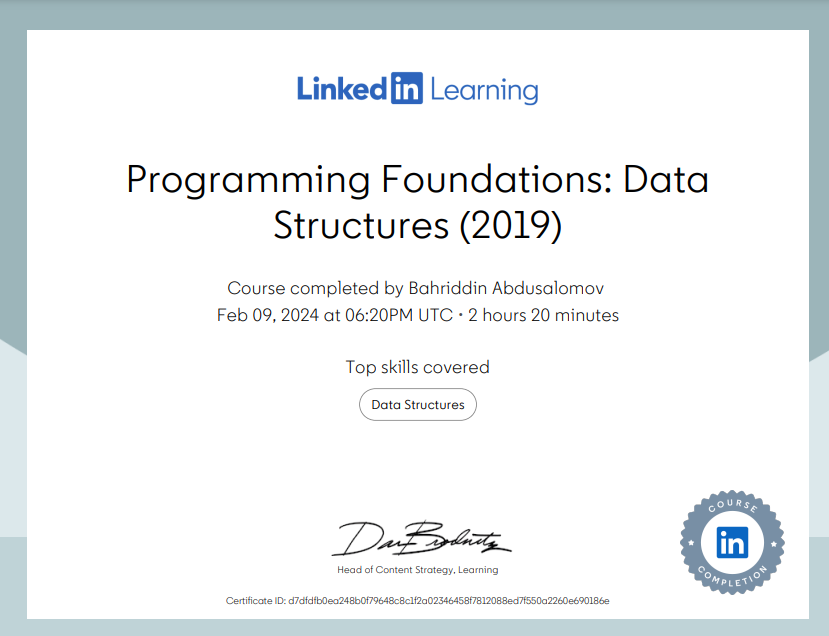 Linked in Learning
Programming Foundations: Data
Structures (2019)
Course completed by Bahriddin Abdusalomov
Feb 09, 2024 at 06:20PM UTC • 2 hours 20 minutes
Top skills covered
Data Structures
Head of Content Strategy, Learning
COURSE
in
COMPLETION
Certificate ID: d7dfdfb0ea248b0f79648c8c1f2a02346458f7812088ed7f550a2260e690186e